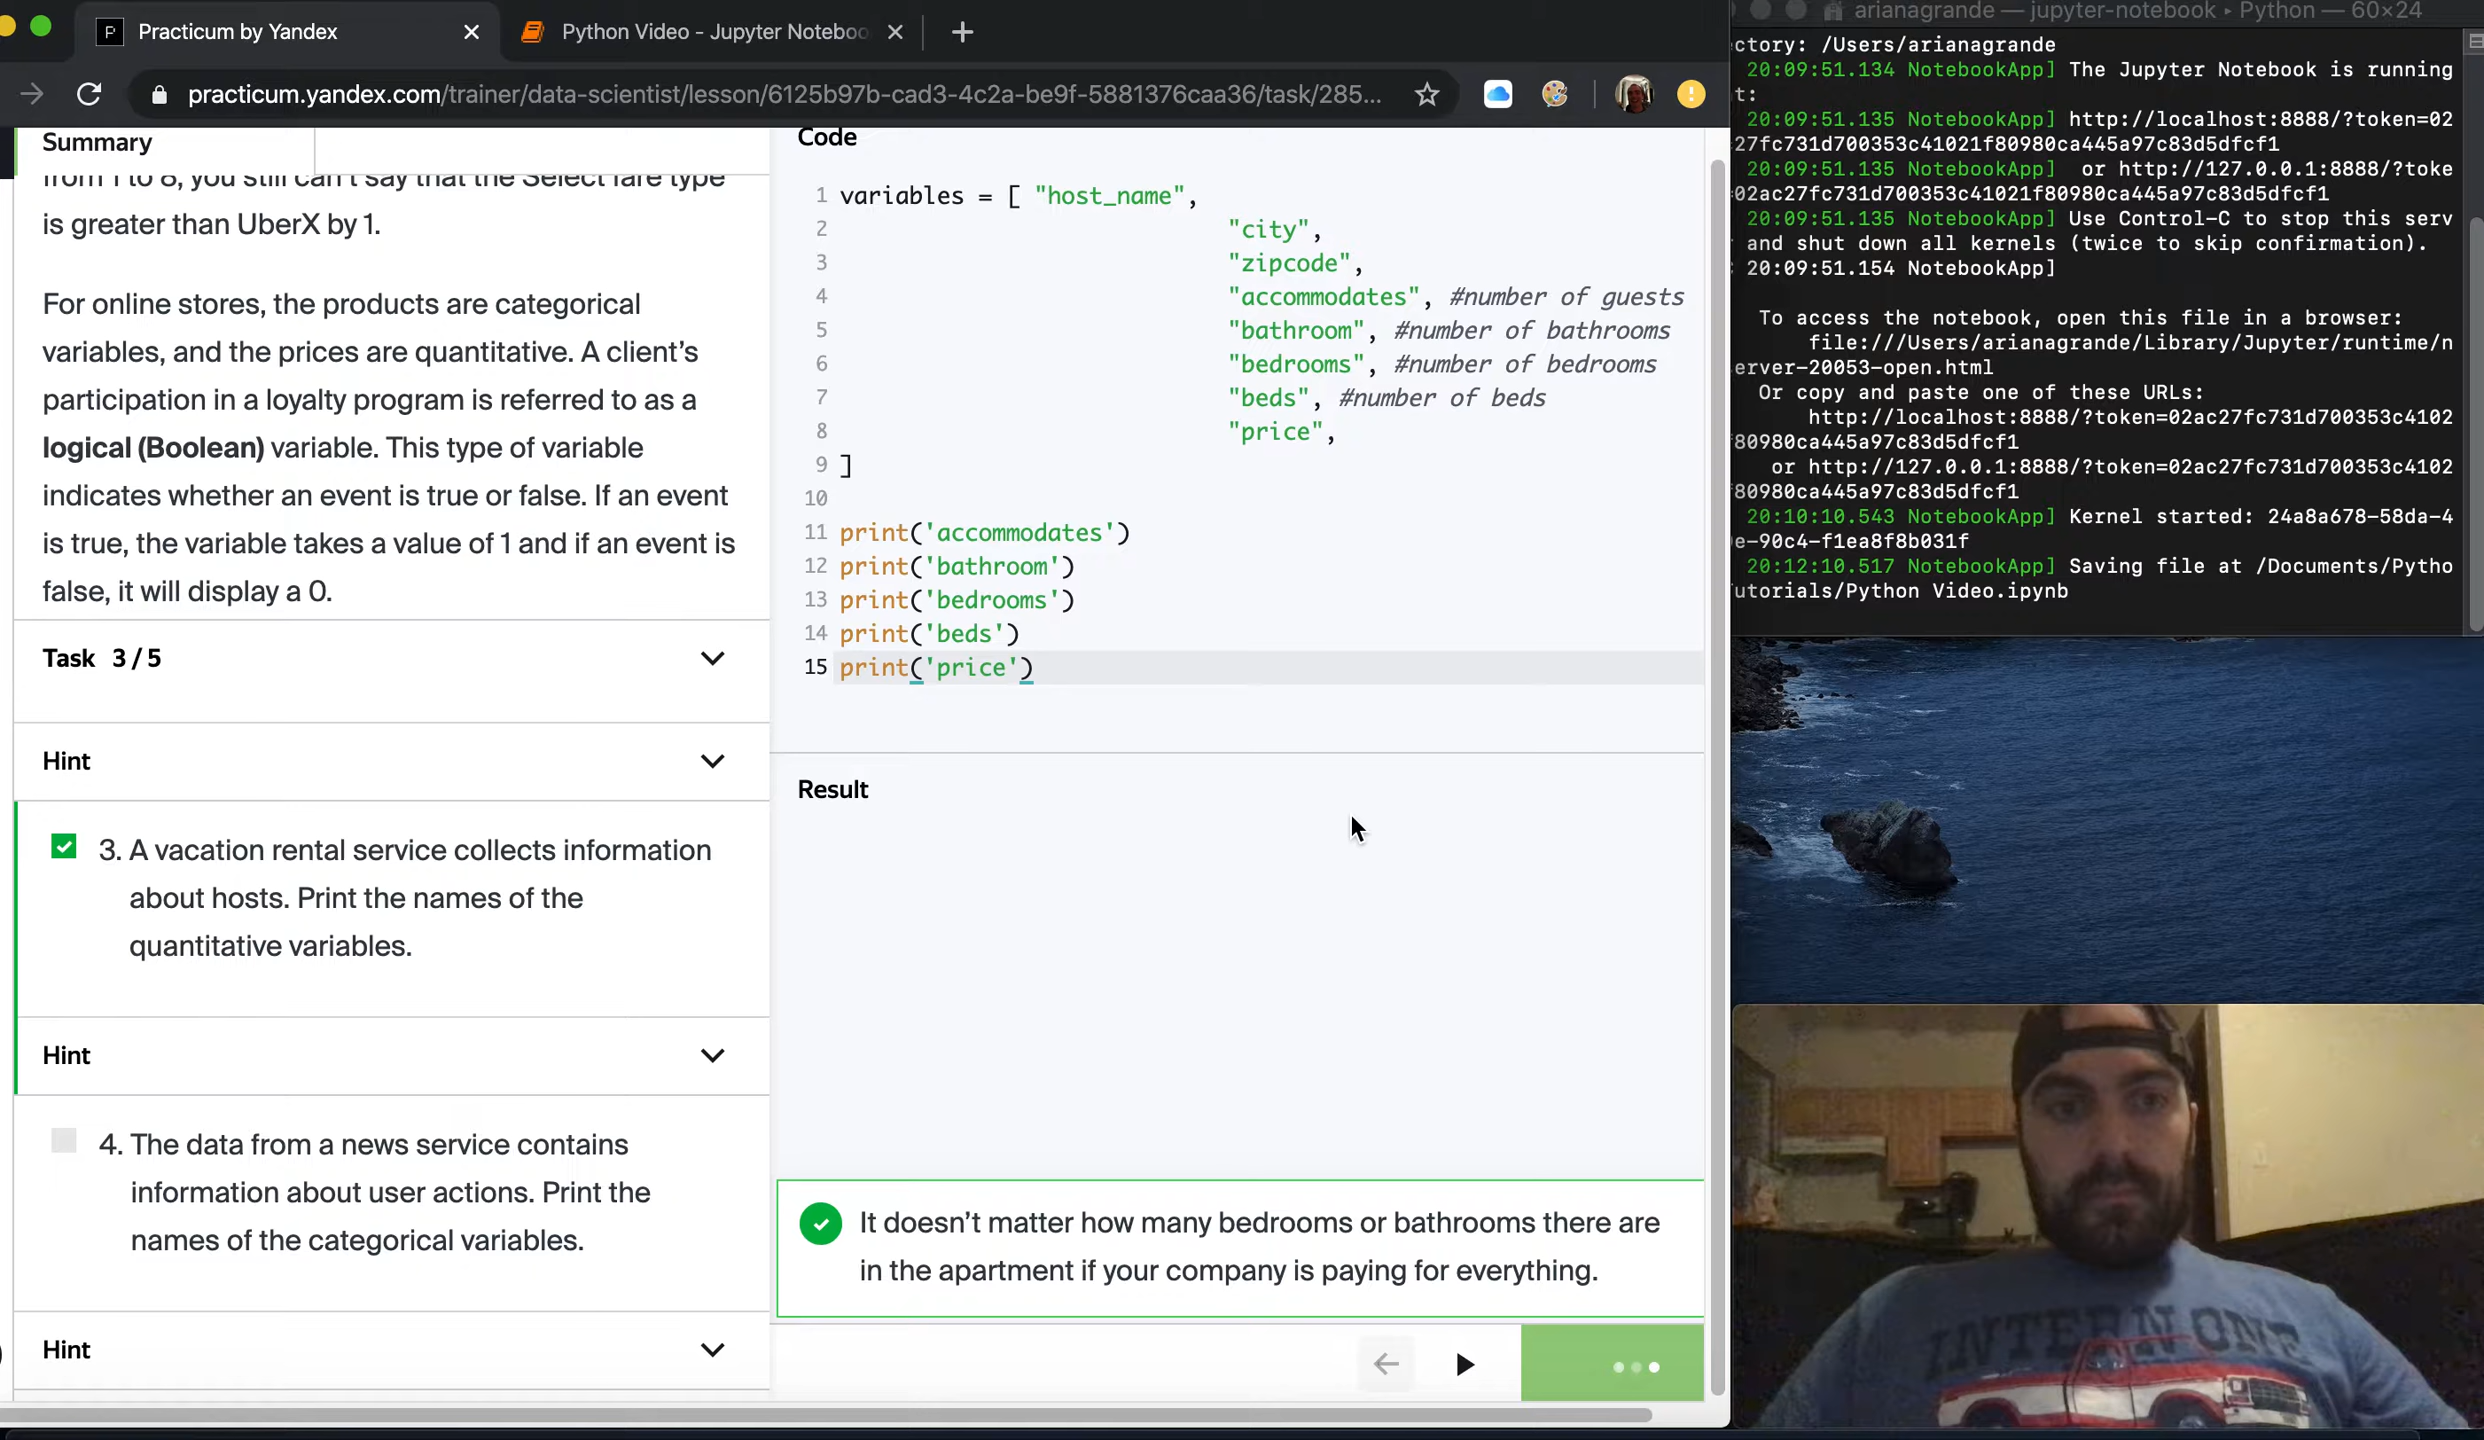 Practicum by Yandex
Python Video - Jupyter Noteboo
practicum.yandex.com/trainer/data-scientist/lesson/6125b97b-cad3-4c2a-be9f-5881376caa36/task/285...
Summary
from 1 to 8, you still can't say that the Select fare type
is greater than UberX by 1.
For online stores, the products are categorical
variables, and the prices are quantitative. A client's
participation in a loyalty program is referred to as a
logical (Boolean) variable. This type of variable
indicates whether an event is true or false. If an event
is true, the variable takes a value of 1 and if an event is
false, it will display a 0.
Task 3 / 5
Hint
3. A vacation rental service collects information
about hosts. Print the names of the
quantitative variables.
Hint
4. The data from a news service contains
information about user actions. Print the
names of the categorical variables.
Hint
Code
1 variables = [ "host_name",
2 "city",
3 "zipcode",
4 "accommodates", #number of guests
5 "bathroom", #number of bathrooms
6 "bedrooms", #number of bedrooms
7 "beds", #number of beds
8 "price",
9 ]
10
11 print('accommodates')
12 print('bathroom')
13 print('bedrooms')
14 print('beds')
15 print('price')
Result
It doesn't matter how many bedrooms or bathrooms there are
in the apartment if your company is paying for everything.
arianagrande — jupyter-notebook ▸ Python — 60×24
ctory: /Users/arianagrande
20:09:51.134 NotebookApp] The Jupyter Notebook is running
t:
20:09:51.135 NotebookApp] http://localhost:8888/?token=02
27fc731d700353c41021f80980ca445a97c83d5dfcf1
20:09:51.135 NotebookApp] or http://127.0.0.1:8888/?toke
02ac27fc731d700353c41021f80980ca445a97c83d5dfcf1
20:09:51.135 NotebookApp] Use Control-C to stop this serv
and shut down all kernels (twice to skip confirmation).
20:09:51.154 NotebookApp]
To access the notebook, open this file in a browser:
file:///Users/arianagrande/Library/Jupyter/runtime/n
erver-20053-open.html
Or copy and paste one of these URLs:
http://localhost:8888/?token=02ac27fc731d700353c4102
f80980ca445a97c83d5dfcf1
or http://127.0.0.1:8888/?token=02ac27fc731d700353c4102
f80980ca445a97c83d5dfcf1
20:10:10.543 NotebookApp] Kernel started: 24a8a678-58da-4
e-90c4-f1ea8f8b031f
20:12:10.517 NotebookApp] Saving file at /Documents/Pytho
utorials/Python Video.ipynb
INTERN ONE